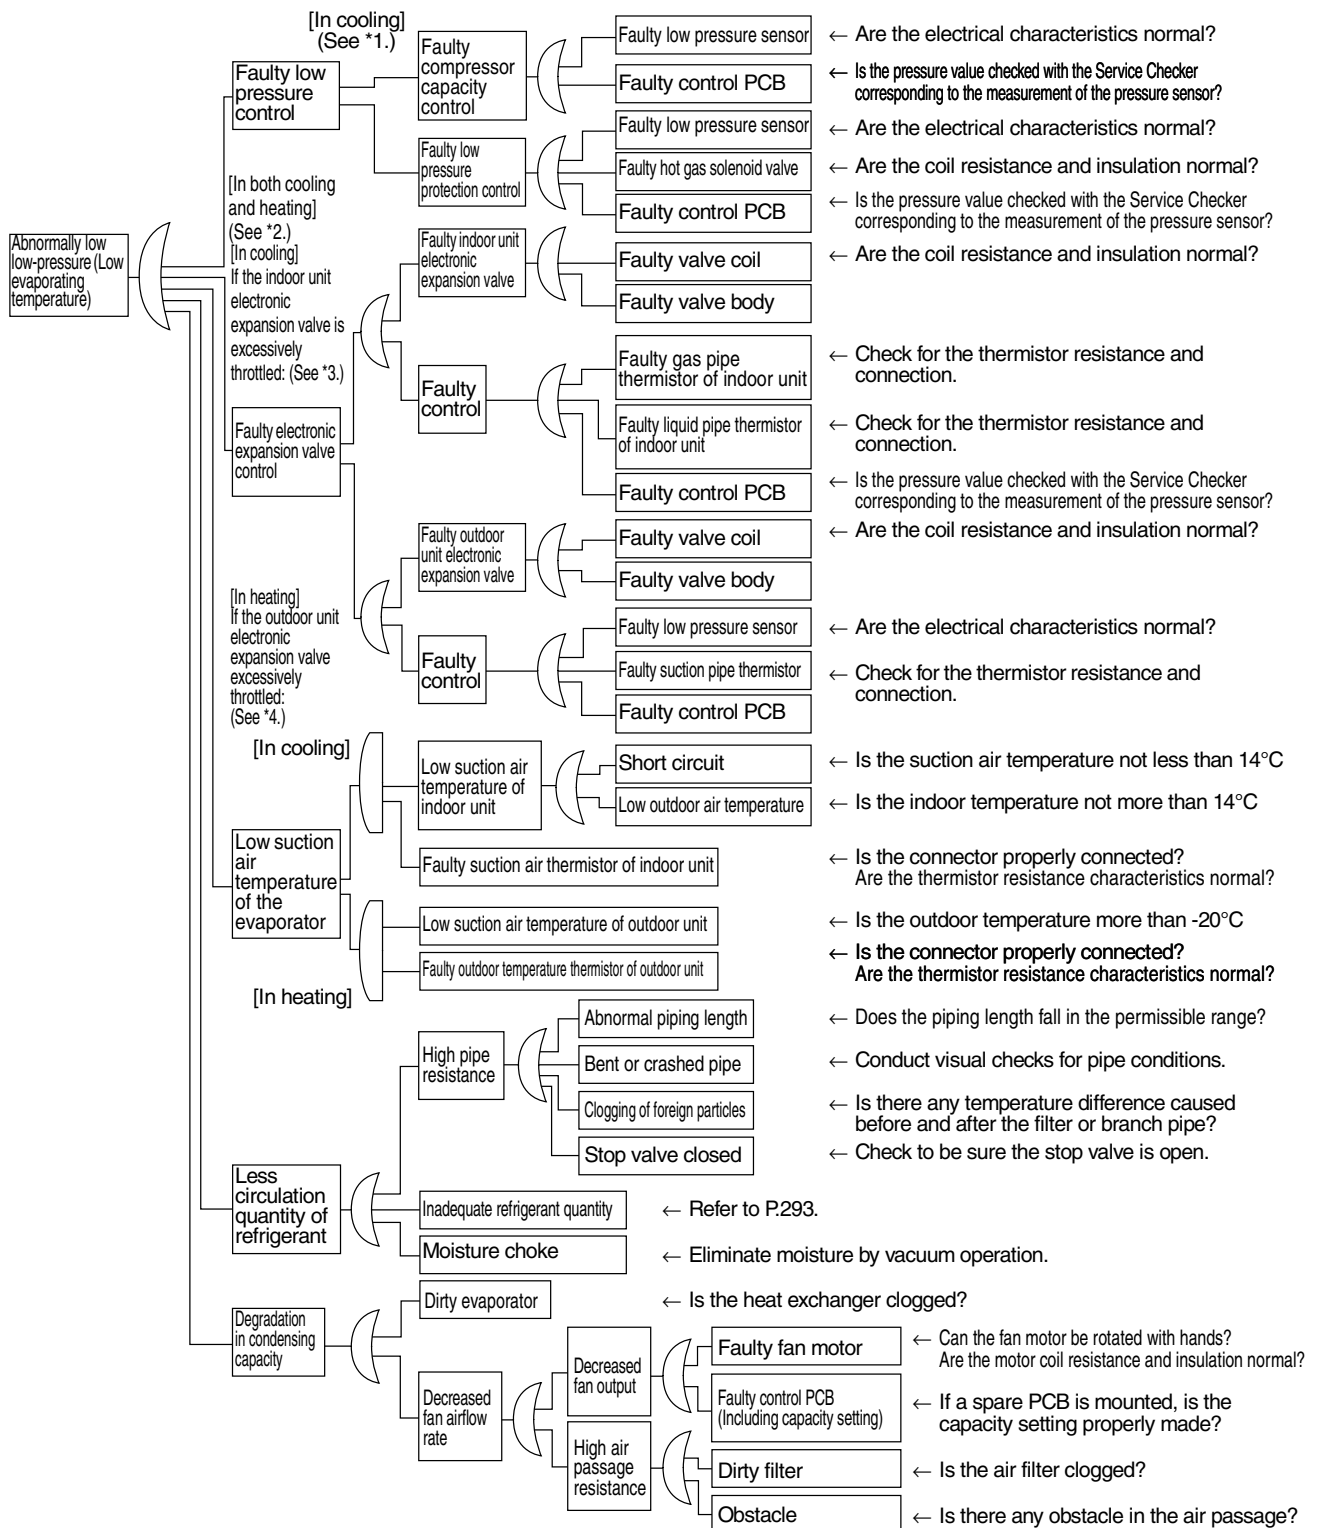 [In cooling]
(See *1.)
Faulty low
pressure
control
Faulty
compressor
capacity
control
Faulty low pressure sensor
← Are the electrical characteristics normal?
Faulty control PCB
← Is the pressure value checked with the Service Checker
corresponding to the measurement of the pressure sensor?
Faulty low
pressure
protection control
Faulty low pressure sensor
← Are the electrical characteristics normal?
Faulty hot gas solenoid valve
← Are the coil resistance and insulation normal?
Faulty control PCB
← Is the pressure value checked with the Service Checker
corresponding to the measurement of the pressure sensor?
[In both cooling
and heating]
(See *2.)
Abnormally low
low-pressure (Low
evaporating
temperature)
[In cooling]
If the indoor unit
electronic
expansion valve is
excessively
throttled: (See *3.)
Faulty indoor unit
electronic
expansion valve
Faulty valve coil
← Are the coil resistance and insulation normal?
Faulty valve body
Faulty electronic
expansion valve
control
Faulty
control
Faulty gas pipe
thermistor of indoor unit
← Check for the thermistor resistance and
connection.
Faulty liquid pipe thermistor
of indoor unit
← Check for the thermistor resistance and
connection.
Faulty control PCB
← Is the pressure value checked with the Service Checker
corresponding to the measurement of the pressure sensor?
Faulty outdoor
unit electronic
expansion valve
Faulty valve coil
← Are the coil resistance and insulation normal?
Faulty valve body
[In heating]
If the outdoor unit
electronic
expansion valve
excessively
throttled:
(See *4.)
Faulty
control
Faulty low pressure sensor
← Are the electrical characteristics normal?
Faulty suction pipe thermistor
← Check for the thermistor resistance and
connection.
Faulty control PCB
[In cooling]
Low suction
air
temperature
of the
evaporator
Low suction air
temperature of
indoor unit
Short circuit
← Is the suction air temperature not less than 14°C
Low outdoor air temperature
← Is the indoor temperature not more than 14°C
Faulty suction air thermistor of indoor unit
← Is the connector properly connected?
Are the thermistor resistance characteristics normal?
Low suction air temperature of outdoor unit
← Is the outdoor temperature more than -20°C
Faulty outdoor temperature thermistor of outdoor unit
← Is the connector properly connected?
Are the thermistor resistance characteristics normal?
[In heating]
Less
circulation
quantity of
refrigerant
High pipe
resistance
Abnormal piping length
← Does the piping length fall in the permissible range?
Bent or crashed pipe
← Conduct visual checks for pipe conditions.
Clogging of foreign particles
← Is there any temperature difference caused
before and after the filter or branch pipe?
Stop valve closed
← Check to be sure the stop valve is open.
Inadequate refrigerant quantity
← Refer to P.293.
Moisture choke
← Eliminate moisture by vacuum operation.
Degradation
in condensing
capacity
Dirty evaporator
← Is the heat exchanger clogged?
Decreased
fan airflow
rate
Decreased
fan output
Faulty fan motor
← Can the fan motor be rotated with hands?
Are the motor coil resistance and insulation normal?
Faulty control PCB
(Including capacity setting)
← If a spare PCB is mounted, is the
capacity setting properly made?
High air
passage
resistance
Dirty filter
← Is the air filter clogged?
Obstacle
← Is there any obstacle in the air passage?